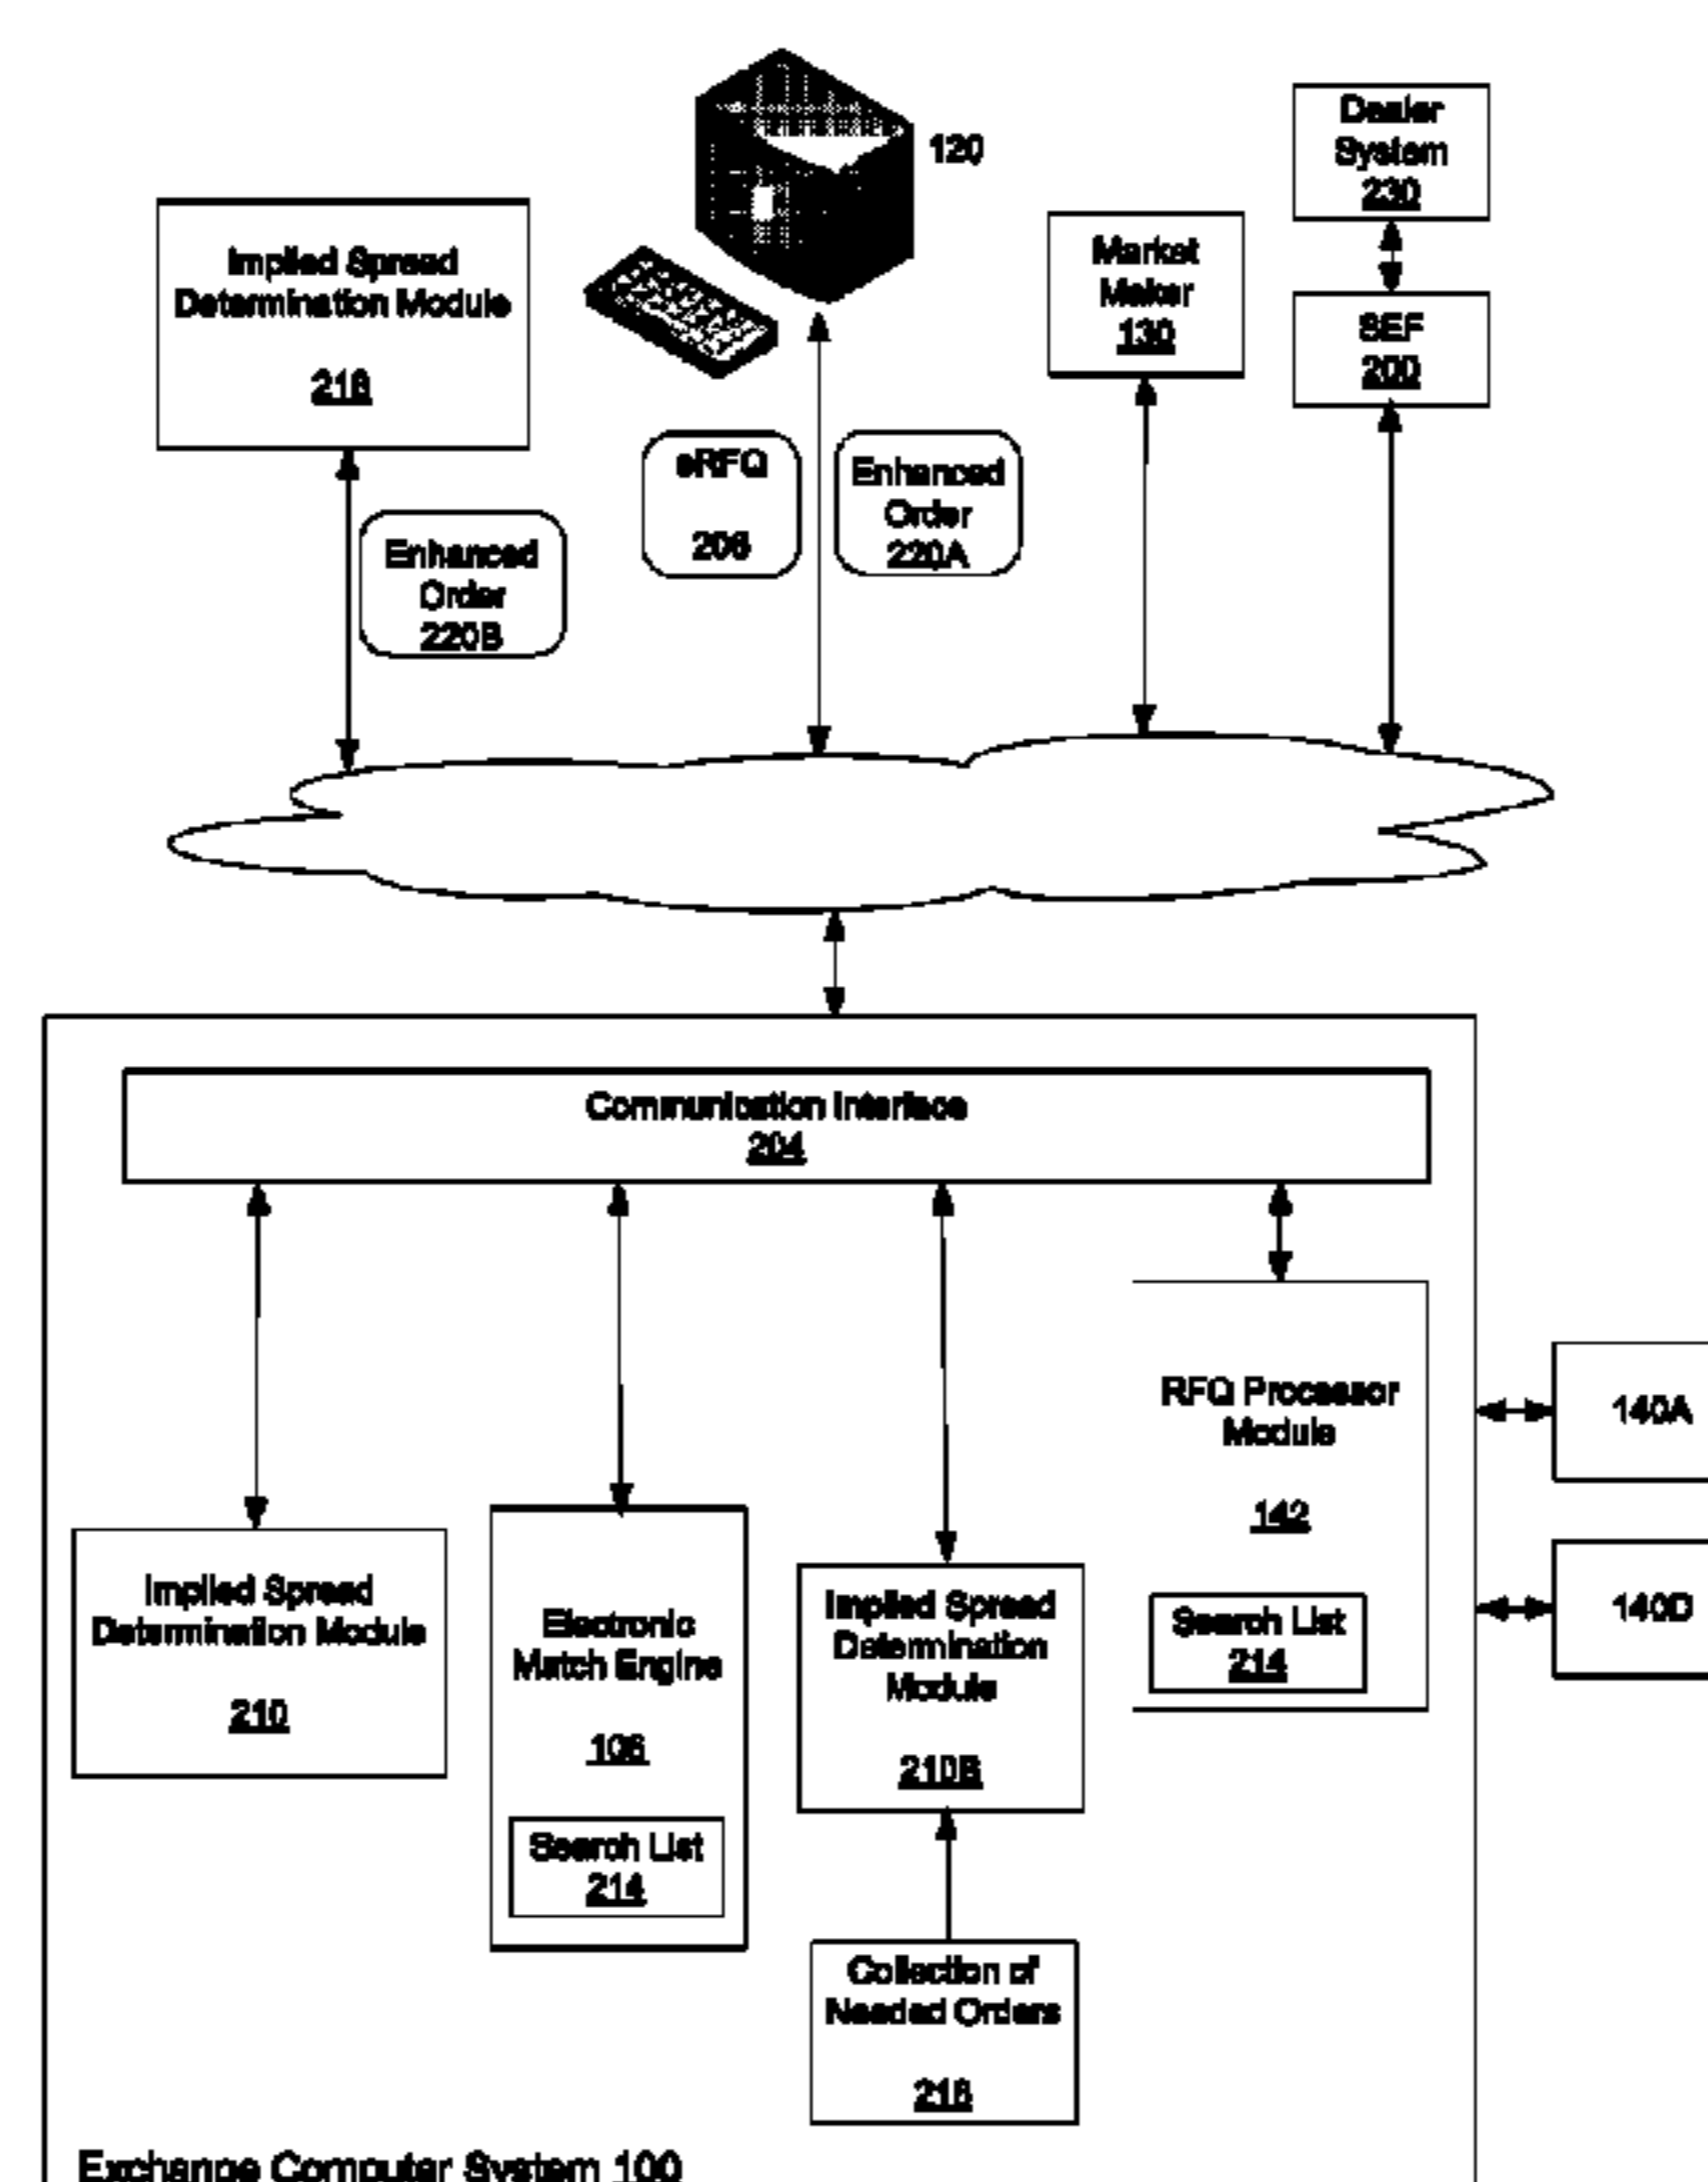 120
Dealer
System
230
Implied Spread
Determination Module
218
Market
Maker
130
SEF
200
eRFQ
206
Enhanced
Order
220A
Enhanced
Order
220B
Communication Interface
204
RFQ Processor
Module
142
Search List
214
140A
140D
Implied Spread
Determination Module
210
Electronic
Match Engine
106
Search List
214
Implied Spread
Determination
Module
210B
Collection of
Needed Orders
216
Exchange Computer System 100